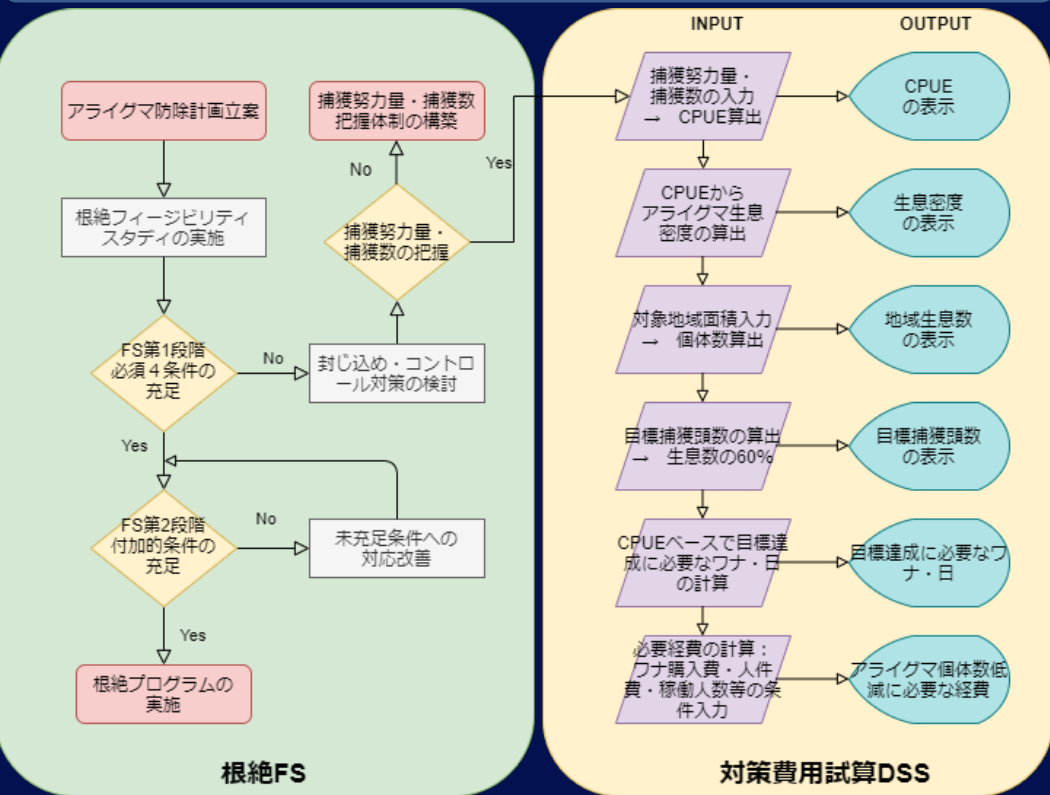 アライグマ防除計画立案
根絶フィージビリティ
スタディの実施
FS第1段階
必須４条件の
充足
No
封じ込め・コントロ
ール対策の検討
捕獲努力量・
捕獲数の把握
No
捕獲努力量・捕獲数
把握体制の構築
Yes
Yes
FS第2段階
付加的条件の
充足
No
未充足条件への
対応改善
Yes
根絶プログラムの
実施
根絶FS
INPUT
OUTPUT
捕獲努力量・
捕獲数の入力
→　CPUE算出
CPUE
の表示
CPUEから
アライグマ生息
密度の算出
生息密度
の表示
対象地域面積入力
→　個体数算出
地域生息数
の表示
目標捕獲頭数の算出
→　生息数の60%
目標捕獲頭数
の表示
CPUEベースで目標達
成に必要なワナ・日
の計算
目標達成に必要なワ
ナ・日
必要経費の計算：
ワナ購入費・人件
費・稼働人数等の条
件入力
アライグマ個体数低
減に必要な経費
対策費用試算DSS